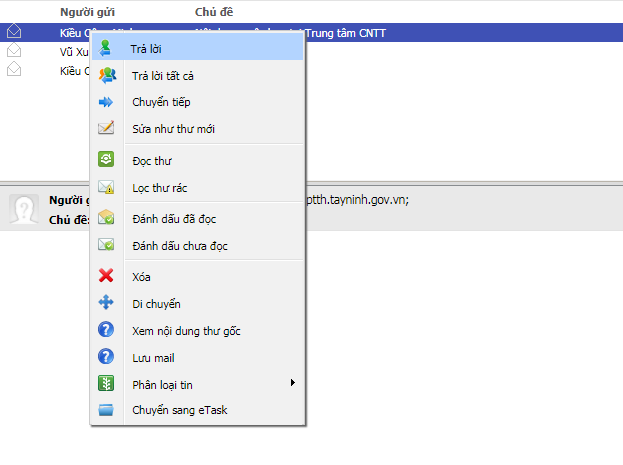 Người gửi Chủ đề
Kiều Trung tâm CNTT
Vũ Xu
Kiều C
Trả lời
Trả lời tất cả
Chuyển tiếp
Sửa như thư mới
Đọc thư
Lọc thư rác
Người g ptth.tayninh.gov.vn;
Chủ đề:
Đánh dấu đã đọc
Đánh dấu chưa đọc
Xóa
Di chuyển
Xem nội dung thư gốc
Lưu mail
Phân loại tin
Chuyển sang eTask